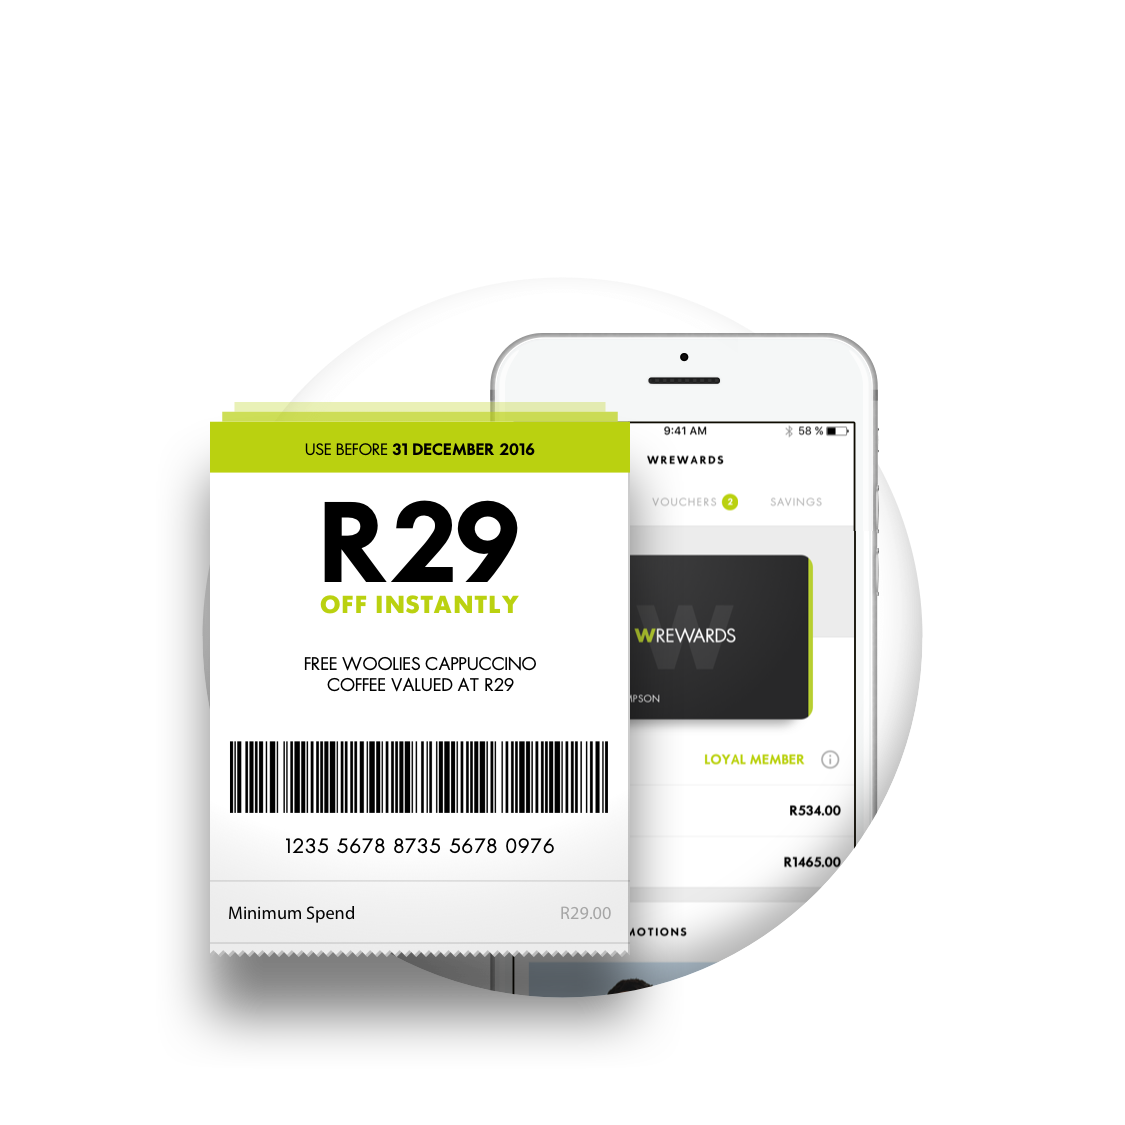 USE BEFORE 31 DECEMBER 2016
R29
OFF INSTANTLY
FREE WOOLIES CAPPUCCINO
COFFEE VALUED AT R29
1235 5678 8735 5678 0976
Minimum Spend R29.00
9:41 AM 58 %
WREWARDS
VOUCHERS 2 SAVINGS
W
WREWARDS
MPSON
LOYAL MEMBER i
R534.00
R1465.00
MOTIONS